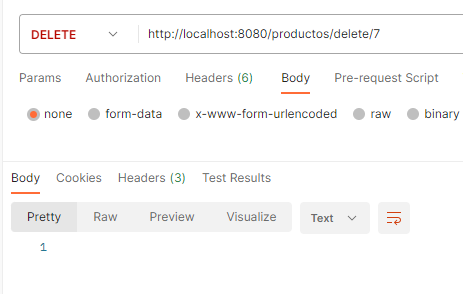 DELETE http://localhost:8080/productos/delete/7
Params Authorization Headers (6) Body Pre-request Script
none form-data x-www-form-urlencoded raw binary
Body Cookies Headers (3) Test Results
Pretty Raw Preview Visualize Text
1